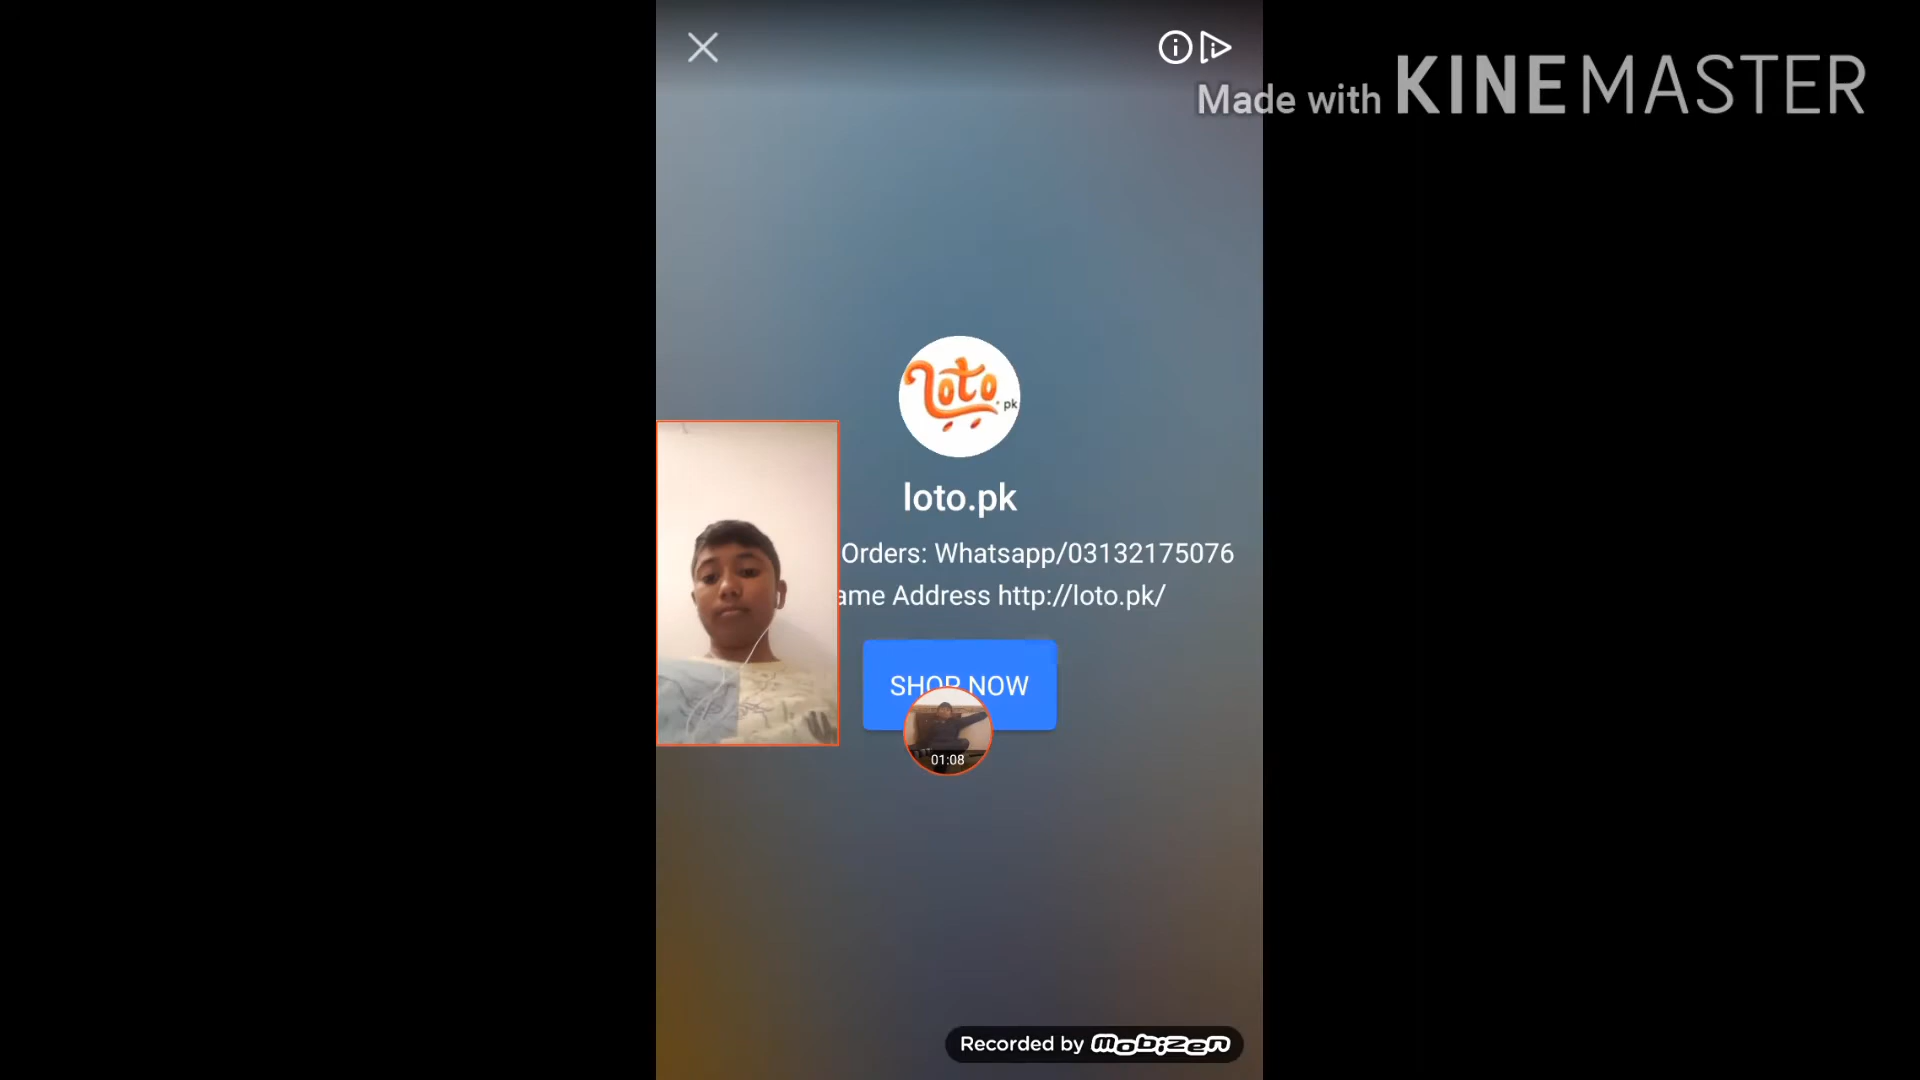 Made with KINEMASTER
loto.pk
loto.pk
Orders: Whatsapp/03132175076
ame Address http://loto.pk/
SHOP NOW
01:08
Recorded by Mobizen